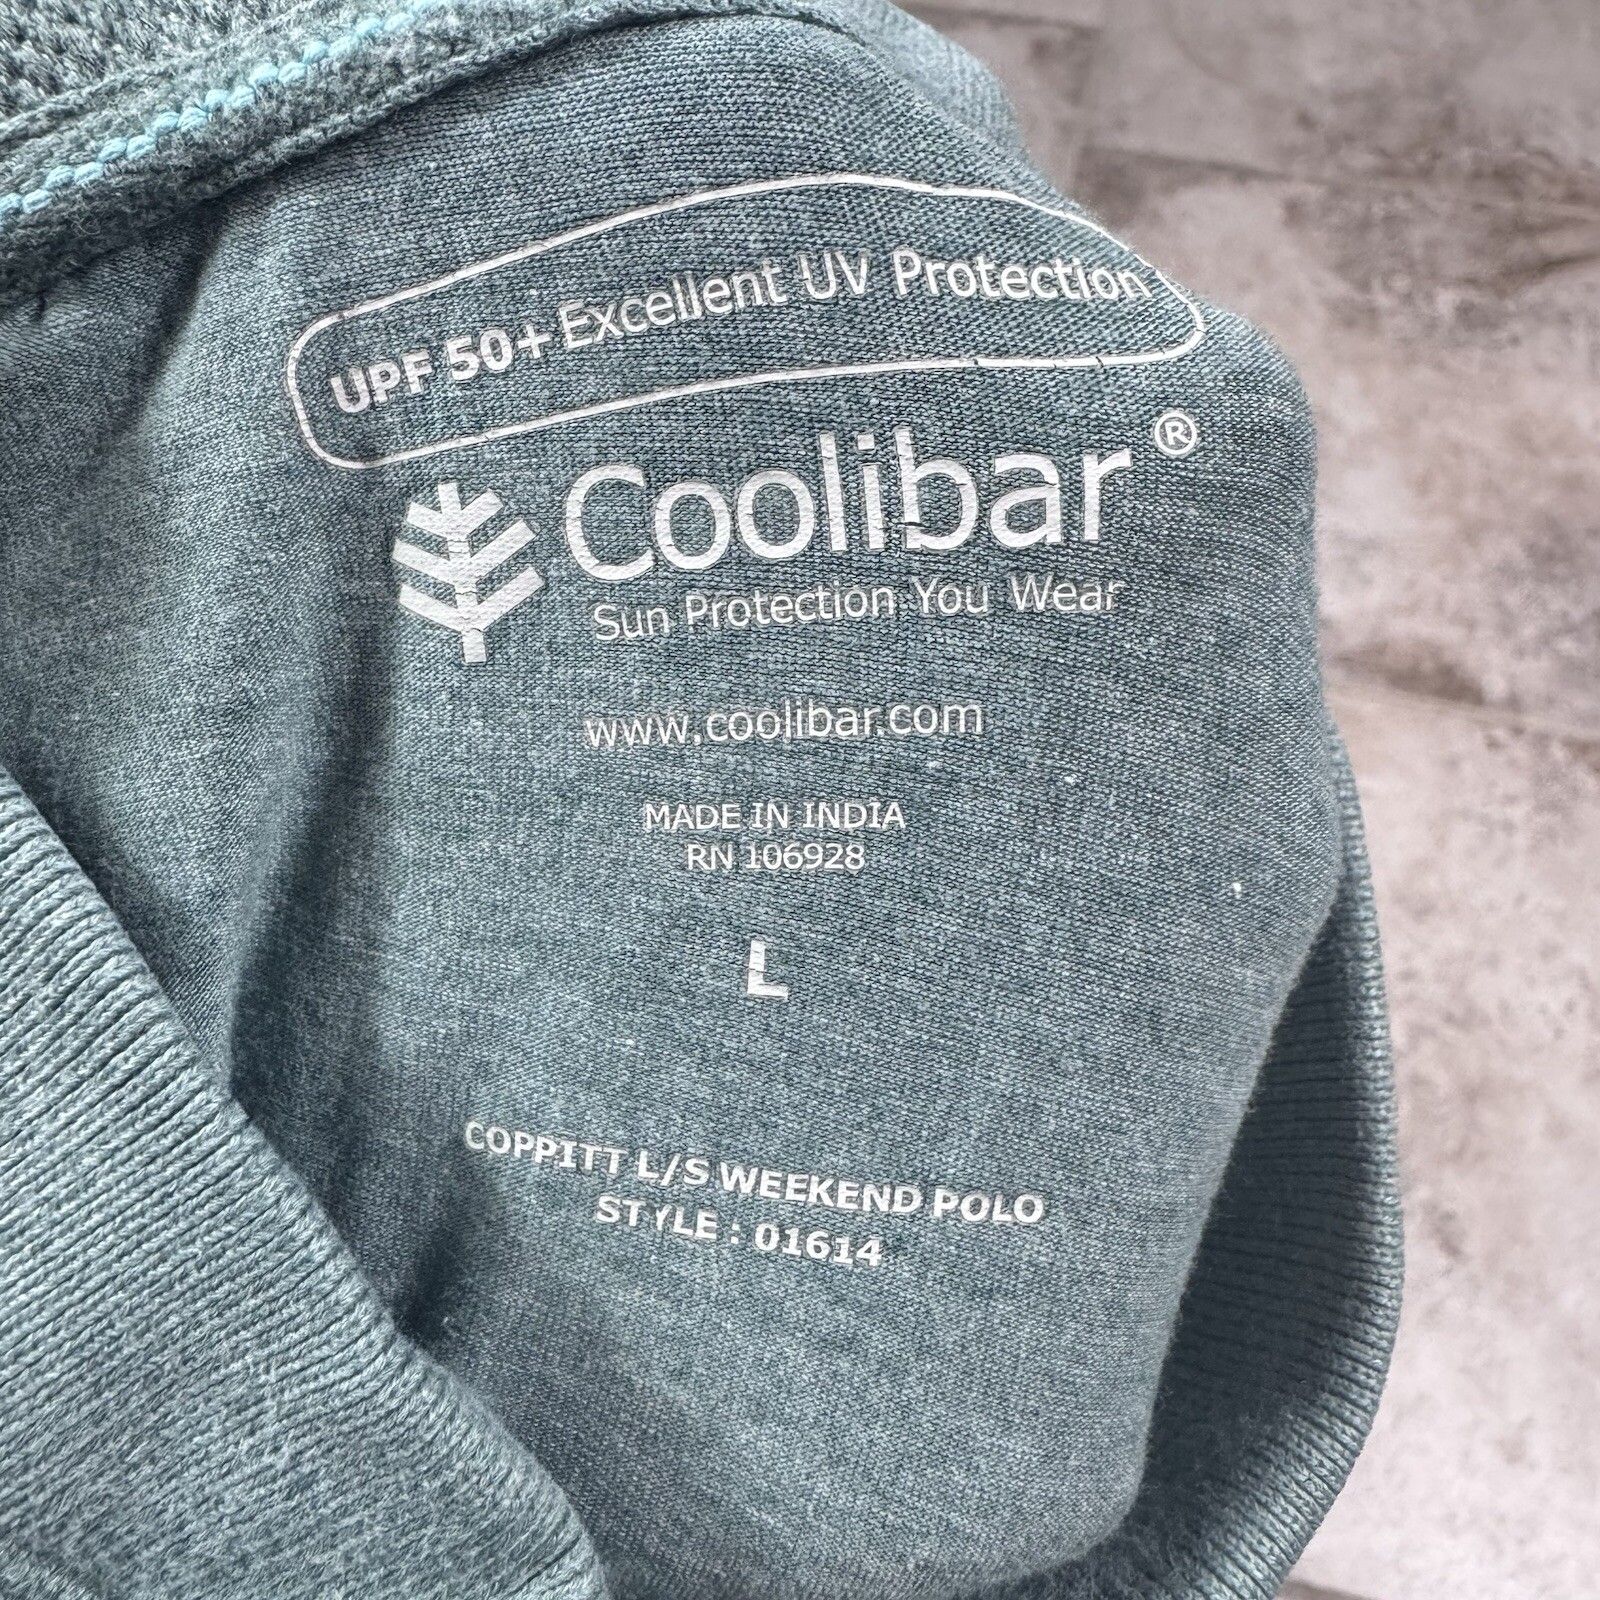 UPF 50+ Excellent UV Protection
Coolibar®
Sun Protection You Wear
www.coolibar.com
MADE IN INDIA
RN 106928
L
COPPITT L/S WEEKEND POLO
STYLE : 01614